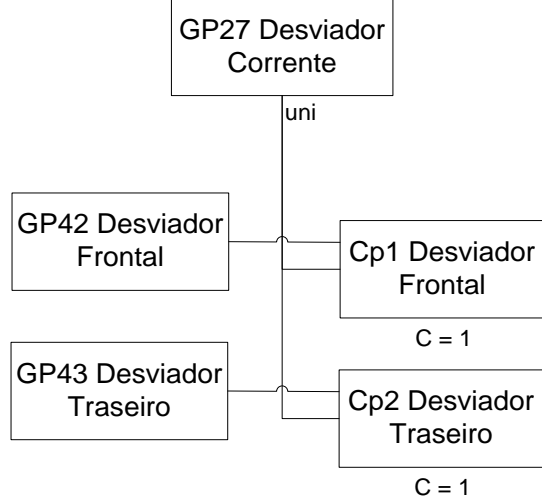 GP27 Desviador
Corrente
uni
GP42 Desviador
Frontal
Cp1 Desviador
Frontal
C = 1
GP43 Desviador
Traseiro
Cp2 Desviador
Traseiro
C = 1